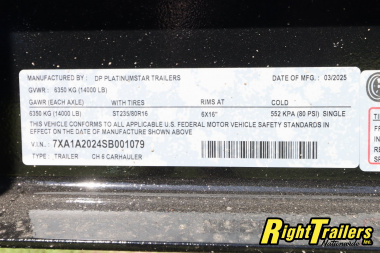 MANUFACTURED BY: DP PLATINUMSTAR TRAILERS DATE OF MANUF.: 03/2025
GVWR: 6350 KG (14000 LB)
GAWR (EACH AXLE) TIRES RIMS AT COLD
6350 KG (14000 LB) ST235/80R16 6X16" 552 KPA (80 PSI) SINGLE
THIS VEHICLE CONFORMS TO ALL APPLICABLE U.S. FEDERAL MOTOR VEHICLE SAFETY STANDARDS IN
EFFECT ON DATE OF MANUFACTURE SHOWN ABOVE
V.I.N.: 7XA1A2024SB001079
TYPE: TRAILER CH 6 CARHAULER
RightTrailers
Nationwide, Inc.